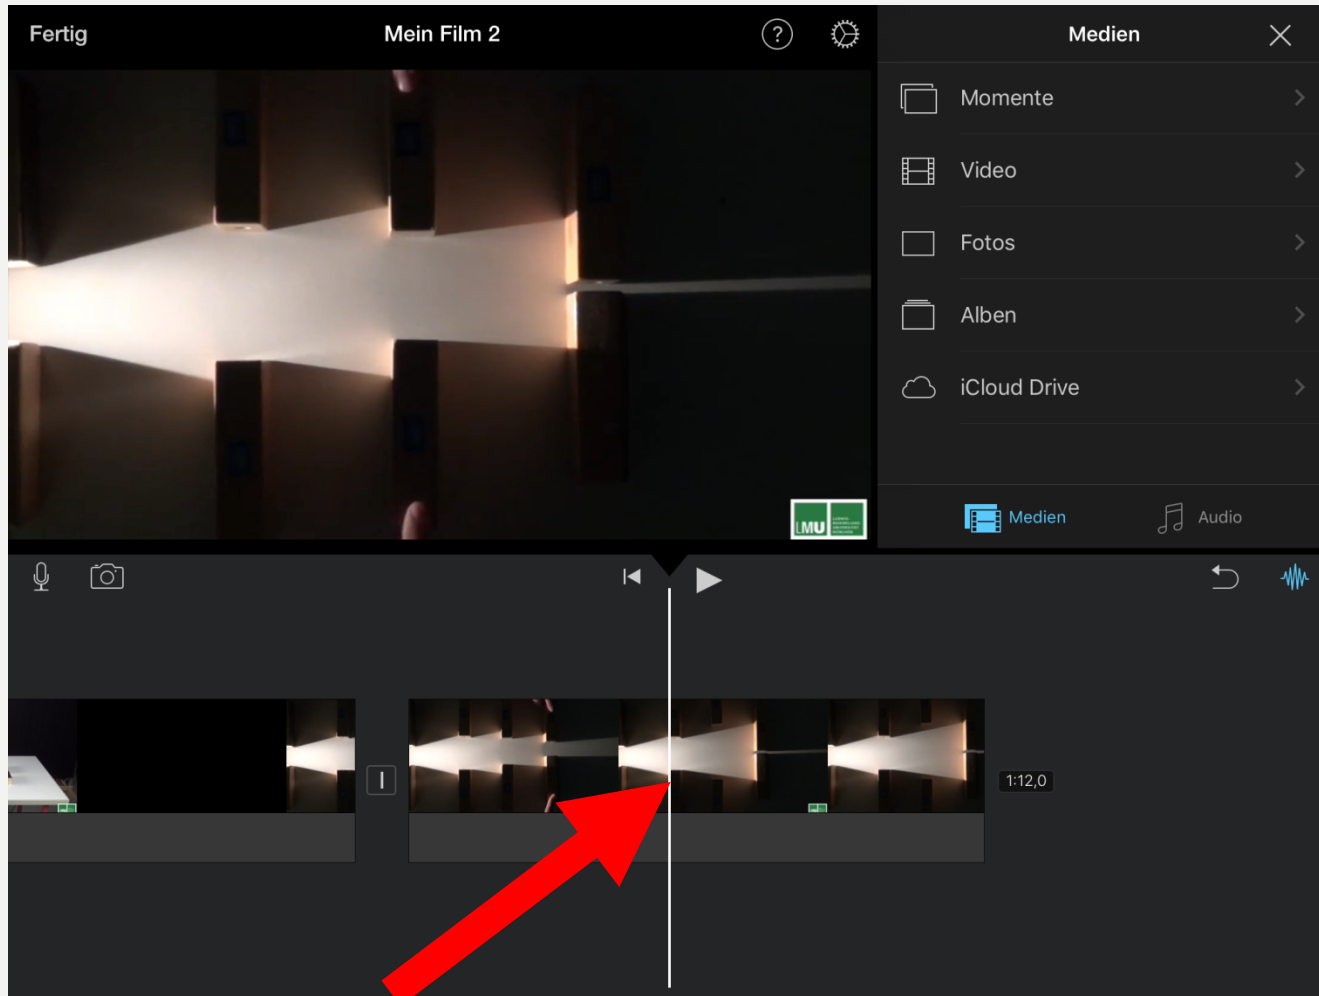 Fertig
Mein Film 2
?
Medien
Momente
Video
Fotos
Alben
iCloud Drive
LMU
Medien
Audio
1:12,0